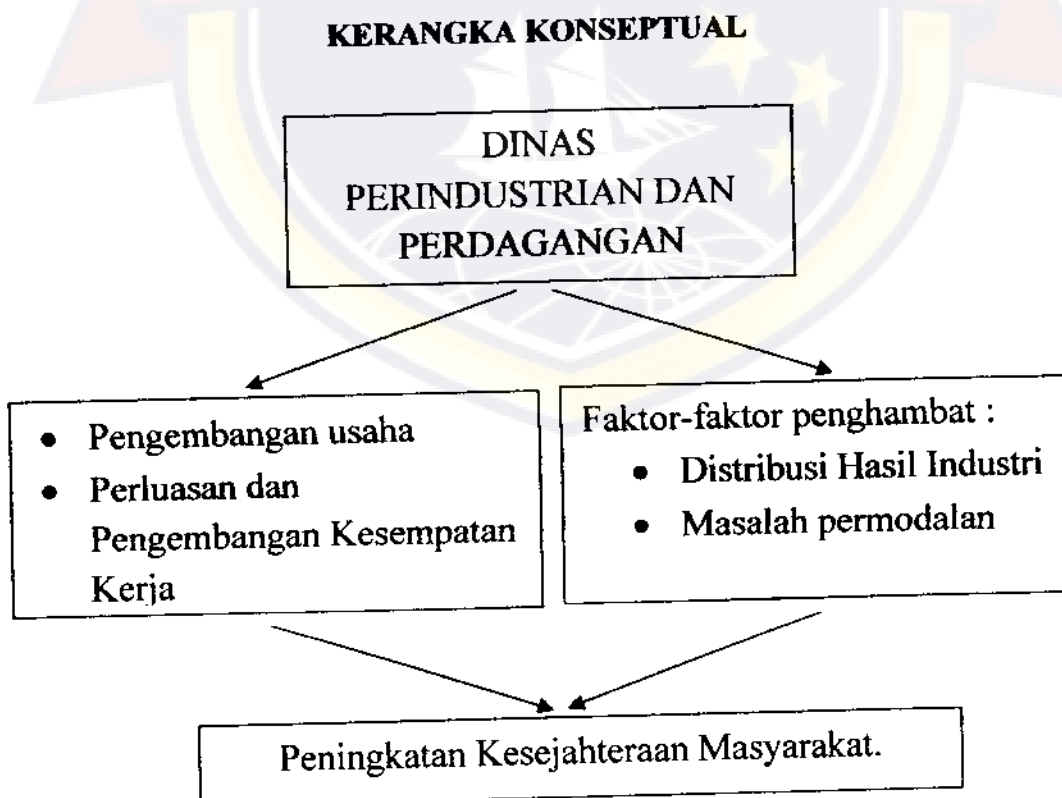 KERANGKA KONSEPTUAL
DINAS
PERINDUSTRIAN DAN
PERDAGANGAN
• Pengembangan usaha
• Perluasan dan
Pengembangan Kesempatan
Kerja
Faktor-faktor penghambat :
• Distribusi Hasil Industri
• Masalah permodalan
Peningkatan Kesejahteraan Masyarakat.